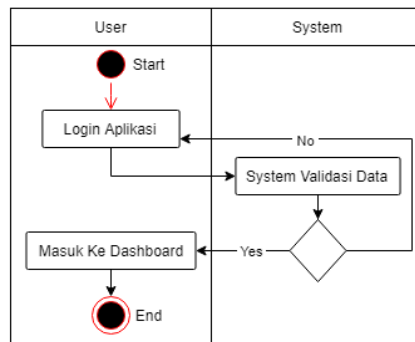 User
System
Start
Login Aplikasi
No
System Validasi Data
Masuk Ke Dashboard
Yes
End